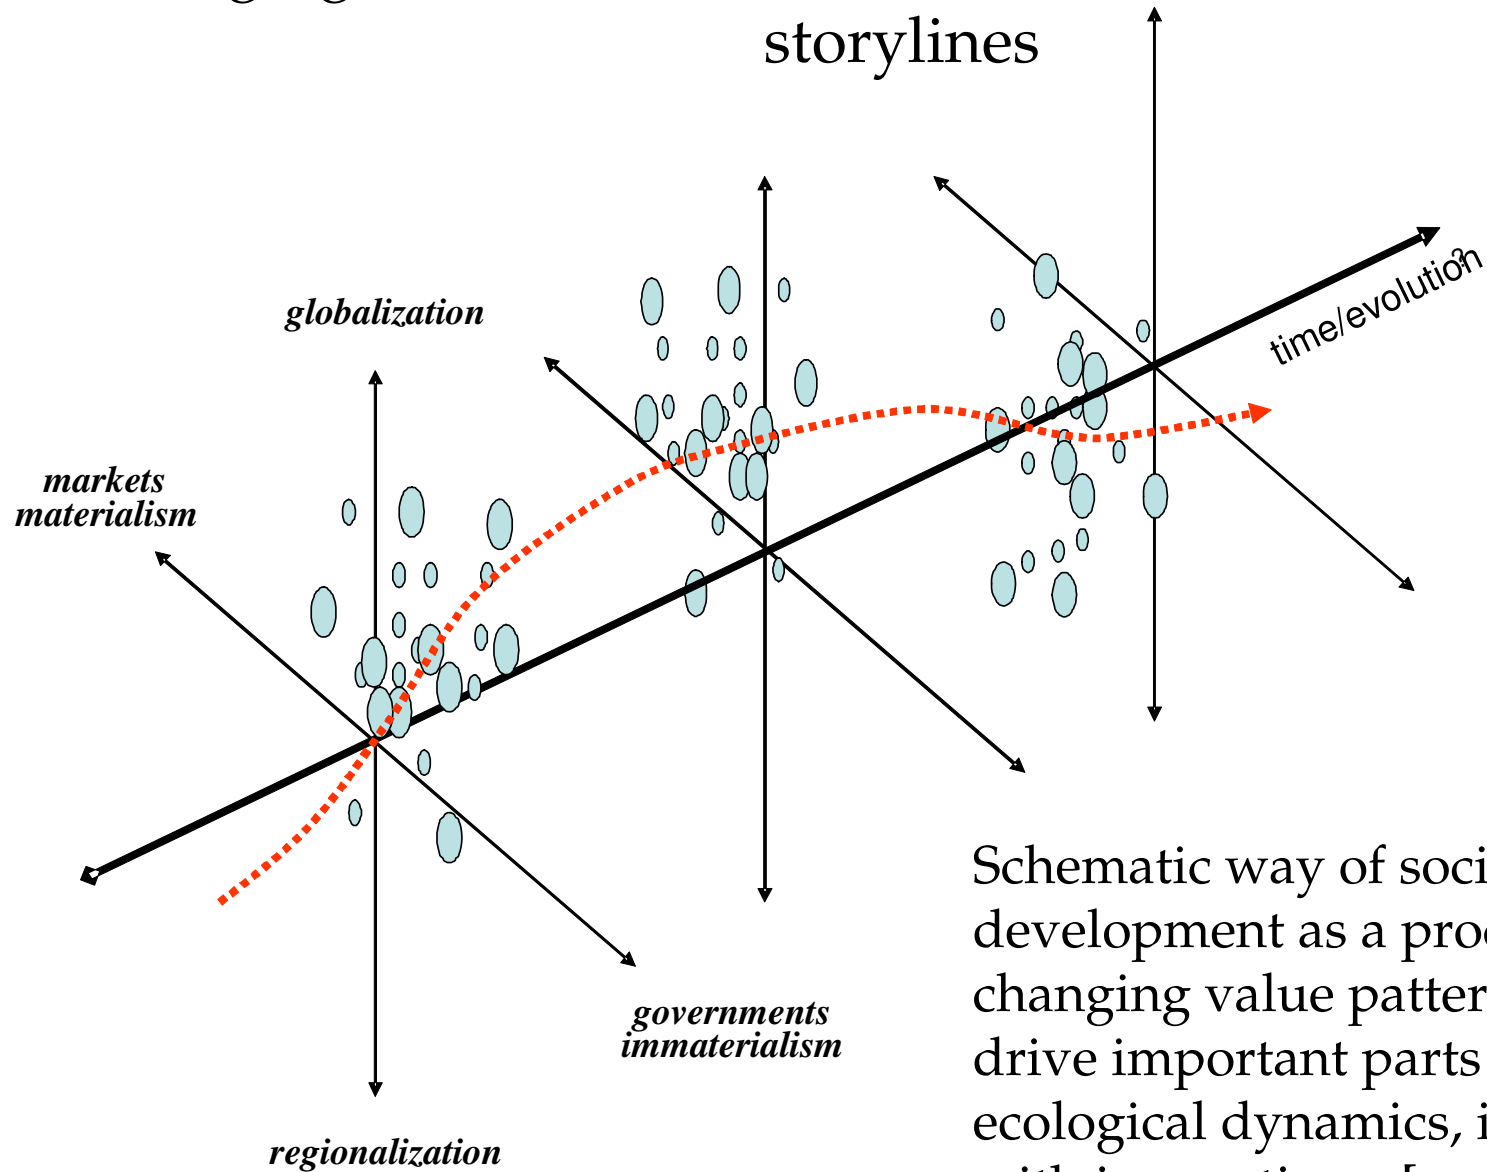 storylines
globalization
time/evolution
?
markets
materialism
governments
immaterialism
regionalization
Schematic way of soci
development as a pro
changing value patter
drive important parts
ecological dynamics, i